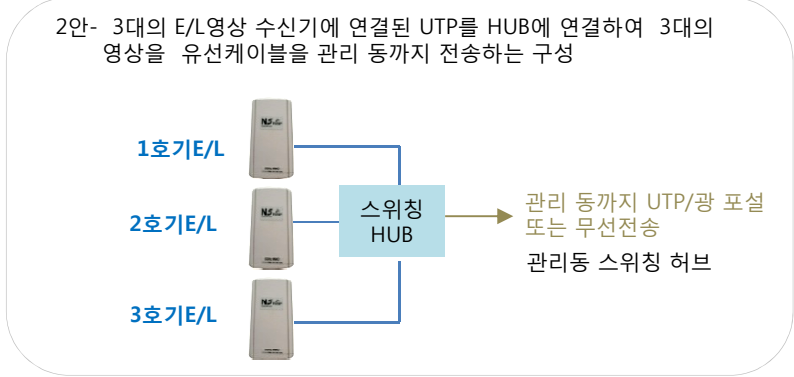 2안- 3대의 E/L영상 수신기에 연결된 UTP를 HUB에 연결하여 3대의
영상을 유선케이블을 관리 동까지 전송하는 구성
1호기E/L
2호기E/L
스위칭
HUB
관리 동까지 UTP/광 포설
또는 무선전송
관리동 스위칭 허브
3호기E/L